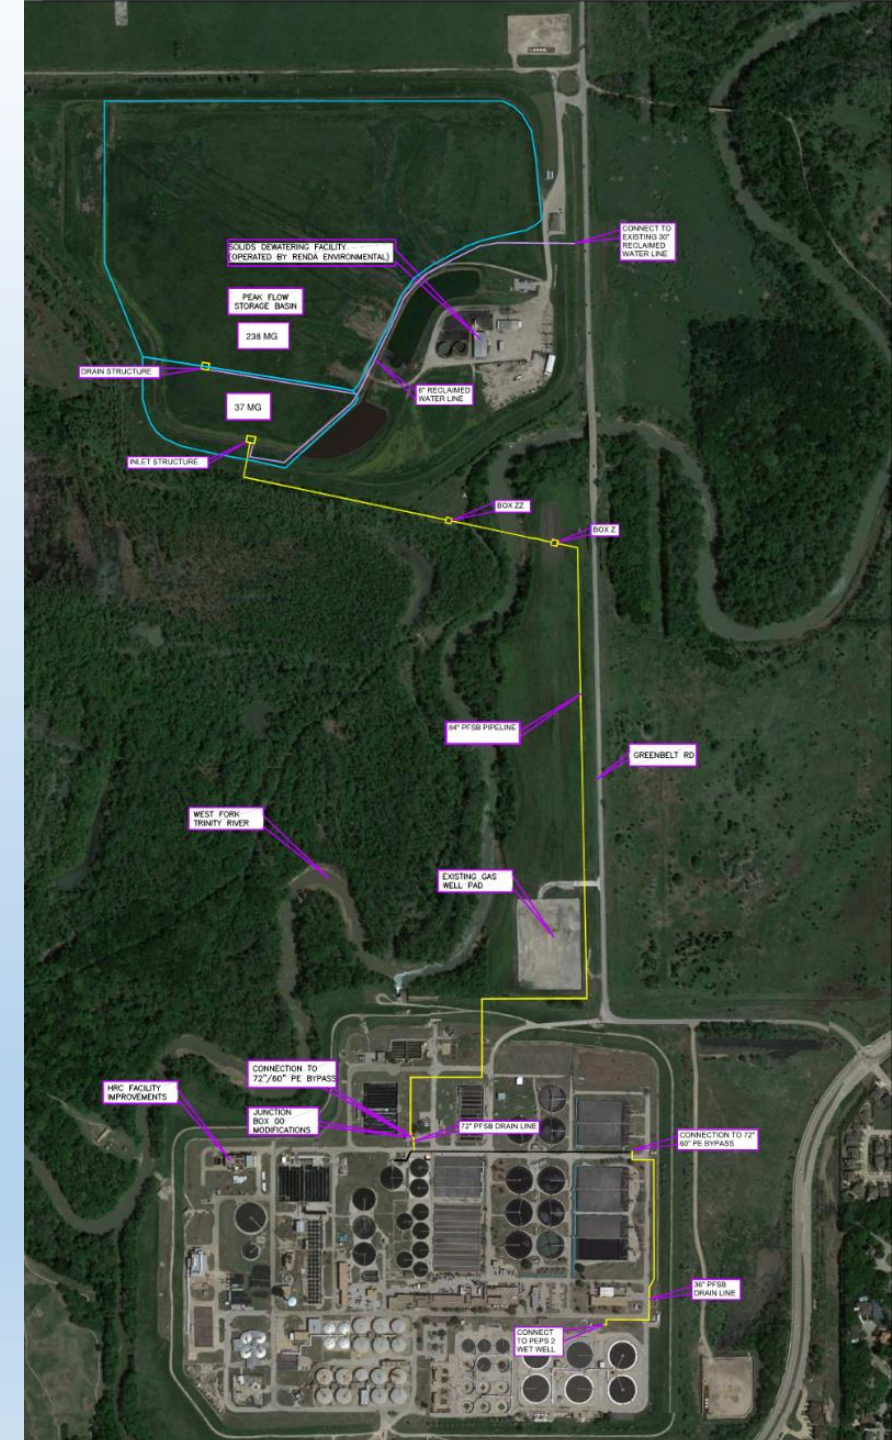 CONNECT TO
EXISTING 30"
RECLAIMED
WATER LINE
SOLIDS DEWATERING FACILITY
(OPERATED BY RENDA ENVIRONMENTAL)
PEAK FLOW
STORAGE BASIN
238 MG
DRAIN STRUCTURE
6" RECLAIMED
WATER LINE
37 MG
INLET STRUCTURE
BOX ZZ
BOX Z
84" PFSB PIPELINE
GREENBELT RD
WEST FORK
TRINITY RIVER
EXISTING GAS
WELL PAD
CONNECTION TO
72"/60" PE BYPASS
HRC FACILITY
IMPROVEMENTS
JUNCTION
BOX OO
MODIFICATIONS
72" PFSB DRAIN LINE
CONNECTION TO 72"
60" PE BYPASS
36" PFSB
DRAIN LINE
CONNECT
TO PEPS 2
WET WELL